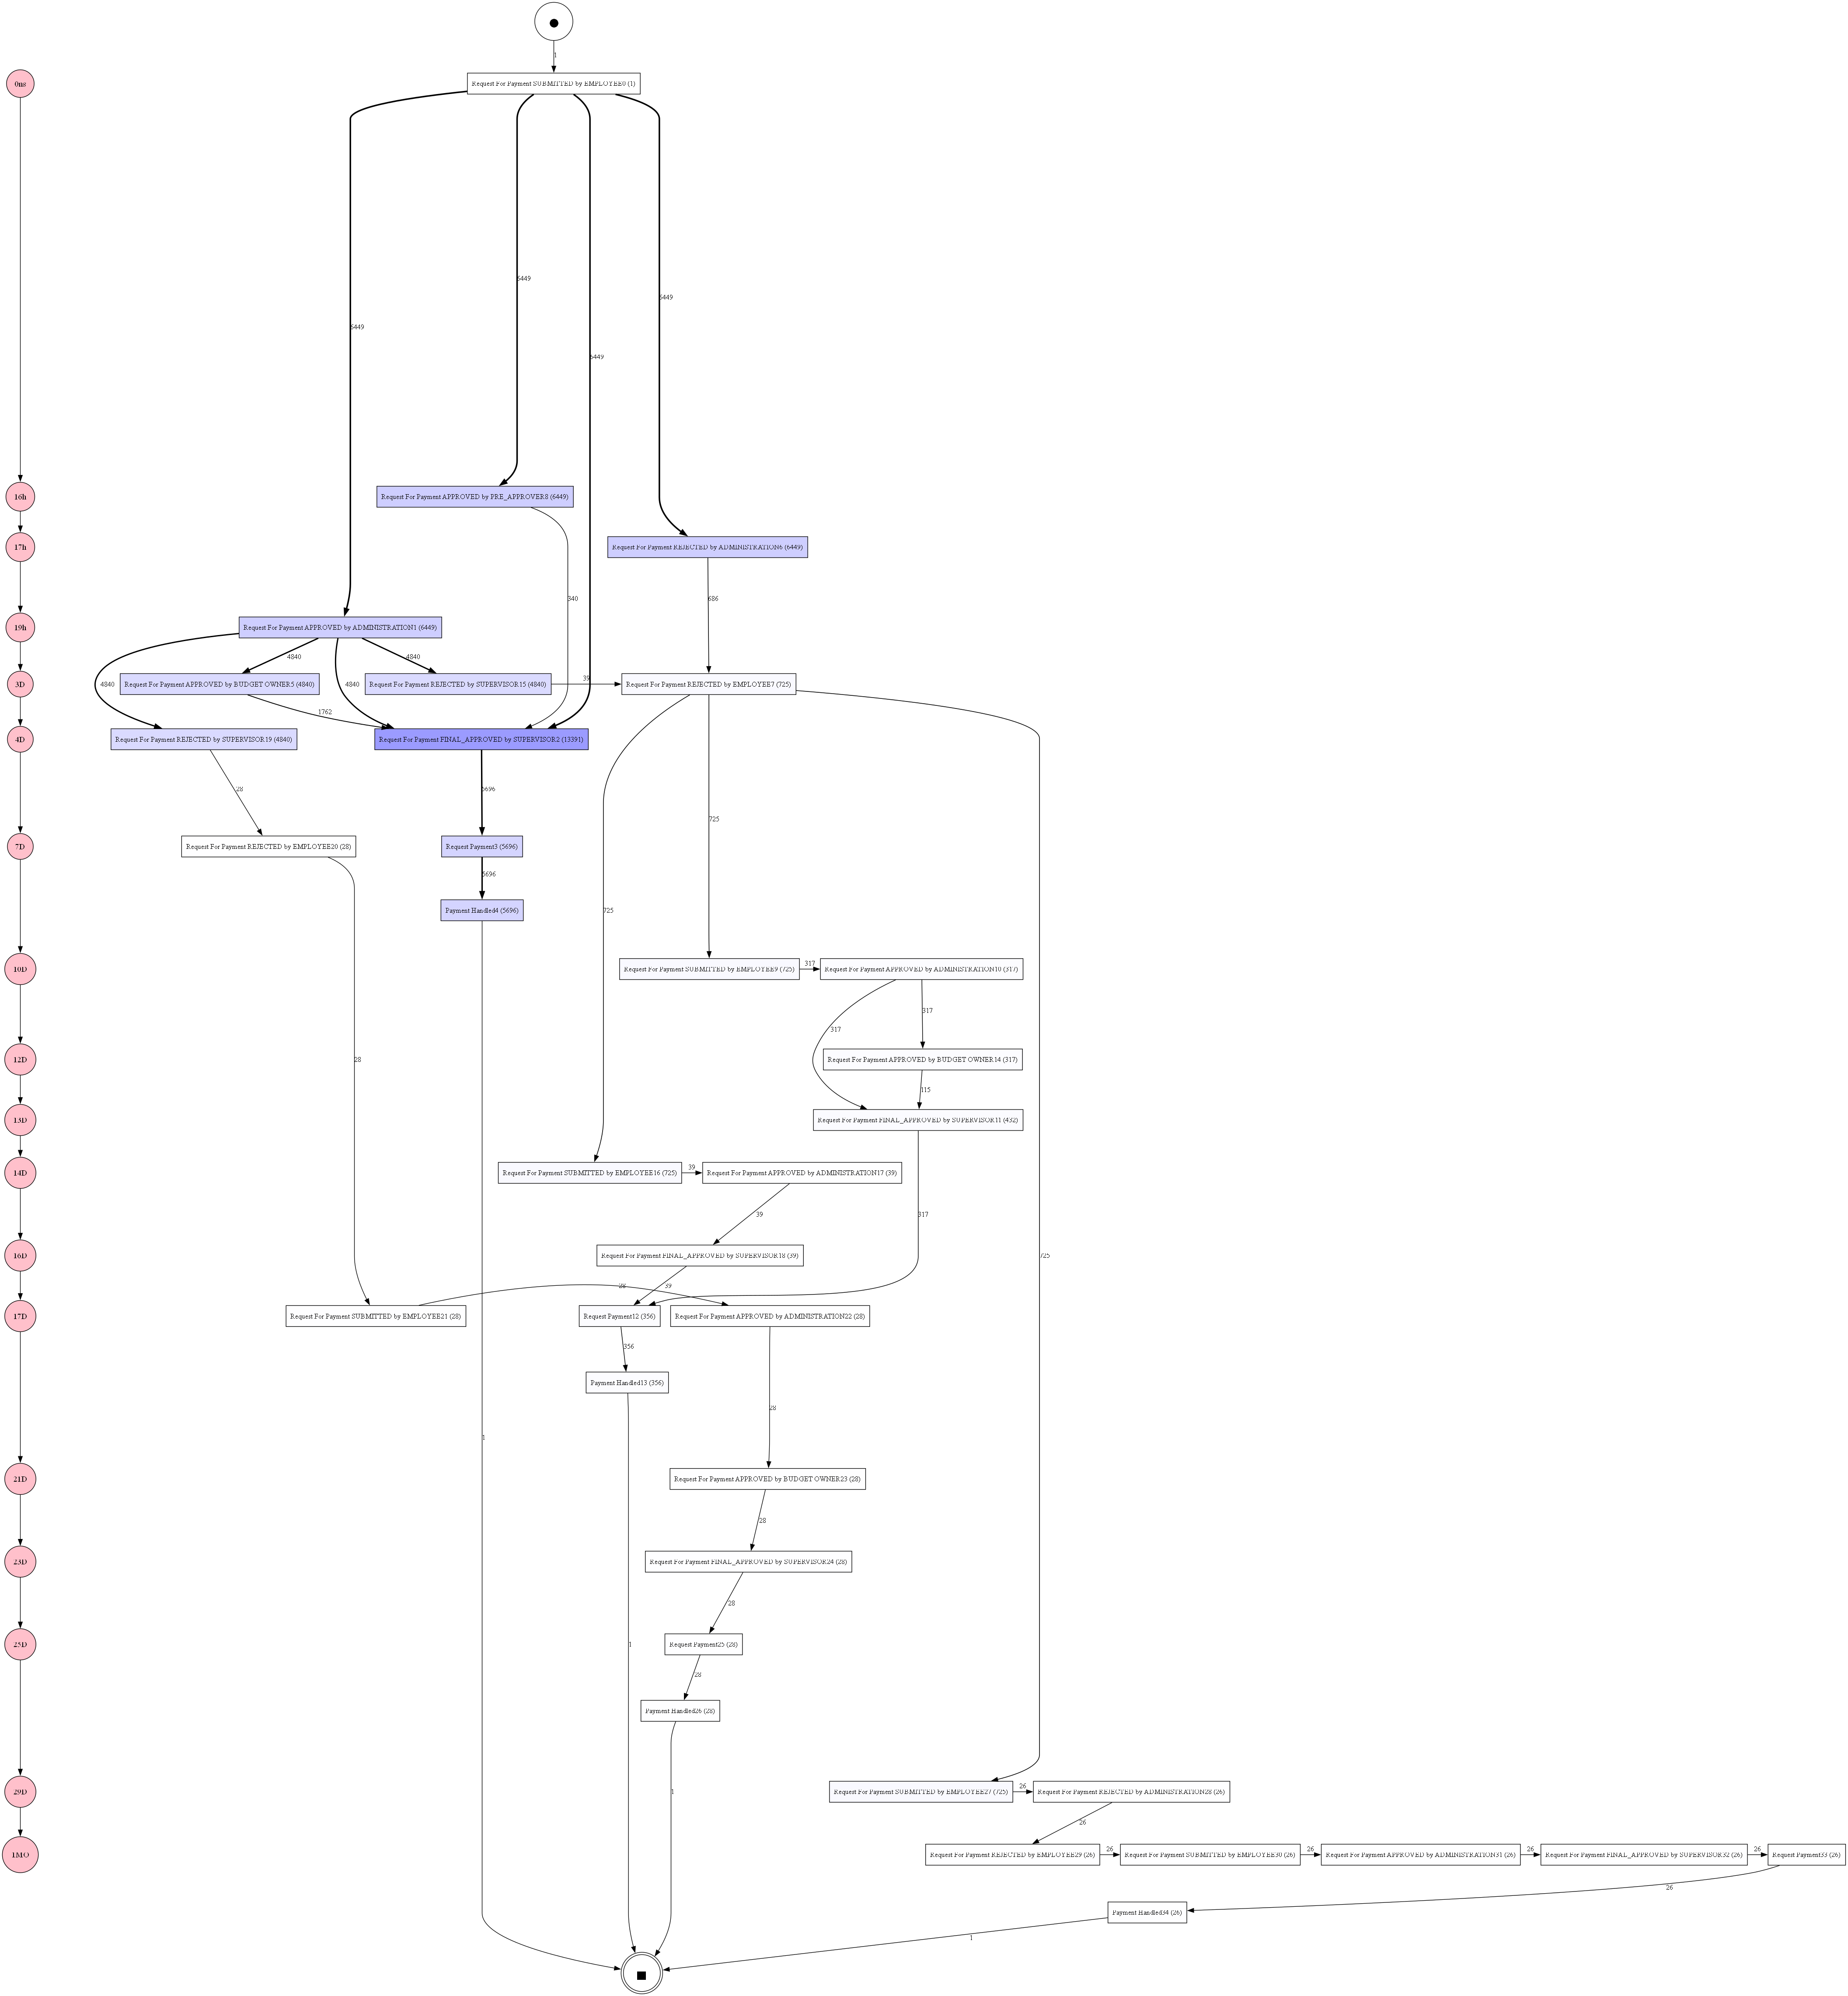 1
0ns
Request For Payment SUBMITTED by EMPLOYEE0 (1)
6449
6449
6449
6449
16h
Request For Payment APPROVED by PRE_APPROVER8 (6449)
17h
Request For Payment REJECTED by ADMINISTRATION6 (6449)
340
686
19h
Request For Payment APPROVED by ADMINISTRATION1 (6449)
4840
4840
4840
4840
39
3D
Request For Payment APPROVED by BUDGET OWNER5 (4840)
Request For Payment REJECTED by SUPERVISOR15 (4840)
Request For Payment REJECTED by EMPLOYEE7 (725)
1762
4D
Request For Payment REJECTED by SUPERVISOR19 (4840)
Request For Payment FINAL_APPROVED by SUPERVISOR2 (13391)
28
5696
725
7D
Request For Payment REJECTED by EMPLOYEE20 (28)
Request Payment3 (5696)
5696
Payment Handled4 (5696)
725
10D
Request For Payment SUBMITTED by EMPLOYEE9 (725)
317
Request For Payment APPROVED by ADMINISTRATION10 (317)
317
317
12D
28
Request For Payment APPROVED by BUDGET OWNER14 (317)
115
13D
Request For Payment FINAL_APPROVED by SUPERVISOR11 (432)
14D
Request For Payment SUBMITTED by EMPLOYEE16 (725)
39
Request For Payment APPROVED by ADMINISTRATION17 (39)
39
317
16D
Request For Payment FINAL_APPROVED by SUPERVISOR18 (39)
725
28
39
17D
Request For Payment SUBMITTED by EMPLOYEE21 (28)
Request Payment12 (356)
Request For Payment APPROVED by ADMINISTRATION22 (28)
356
Payment Handled13 (356)
28
1
21D
Request For Payment APPROVED by BUDGET OWNER23 (28)
28
23D
Request For Payment FINAL_APPROVED by SUPERVISOR24 (28)
28
25D
1
Request Payment25 (28)
28
Payment Handled26 (28)
1
29D
Request For Payment SUBMITTED by EMPLOYEE27 (725)
26
Request For Payment REJECTED by ADMINISTRATION28 (26)
26
1MO
Request For Payment REJECTED by EMPLOYEE29 (26)
26
Request For Payment SUBMITTED by EMPLOYEE30 (26)
26
Request For Payment APPROVED by ADMINISTRATION31 (26)
26
Request For Payment FINAL_APPROVED by SUPERVISOR32 (26)
26
Request Payment33 (26)
26
Payment Handled34 (26)
1